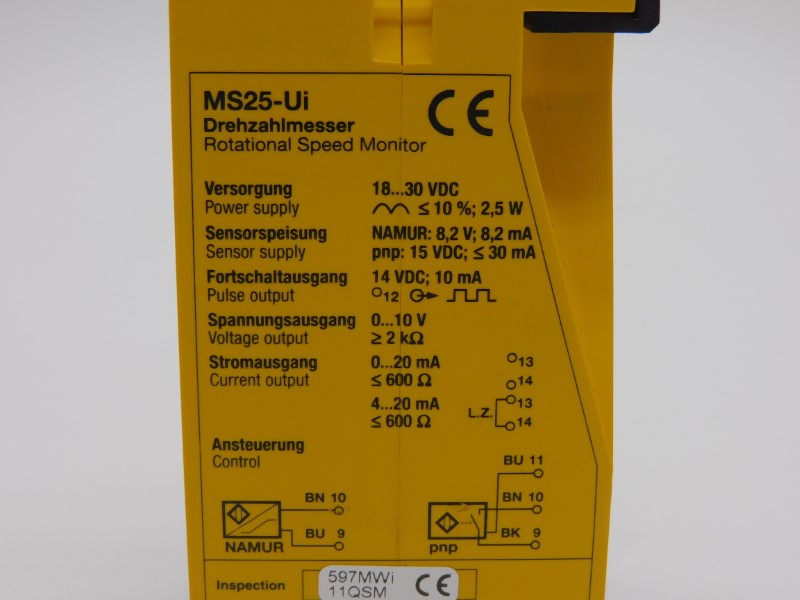 MS25-Ui
Drehzahlmesser
Rotational Speed Monitor
CE
Versorgung 18...30 VDC
Power supply ≤ 10 %; 2,5 W
Sensorspeisung NAMUR: 8,2 V; 8,2 mA
Sensor supply pnp: 15 VDC; ≤ 30 mA
Fortschaltausgang 14 VDC; 10 mA
Pulse output 12
Spannungsausgang 0...10 V
Voltage output ≥ 2 kΩ
Stromausgang 0...20 mA 13
Current output ≤ 600 Ω 14
4...20 mA L.Z. 13
≤ 600 Ω 14
Ansteuerung
Control
BU 11
BN 10 BN 10
BU 9 BK 9
NAMUR pnp
Inspection 597MWi CE
11QSM